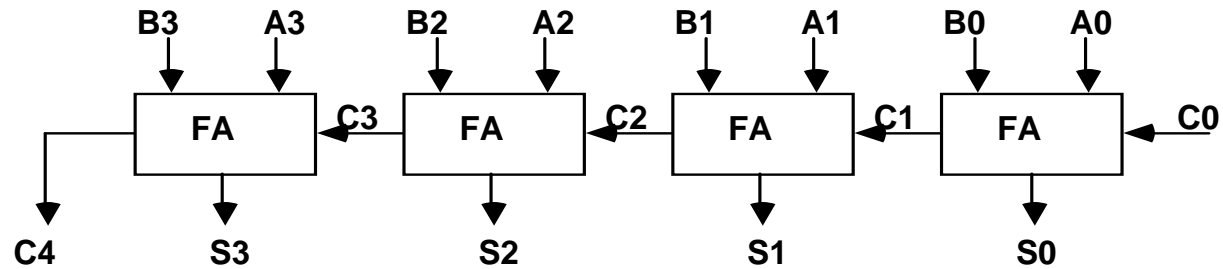 B3 A3 B2 A2 B1 A1 B0 A0
FA C3 FA C2 FA C1 FA C0
C4 S3 S2 S1 S0